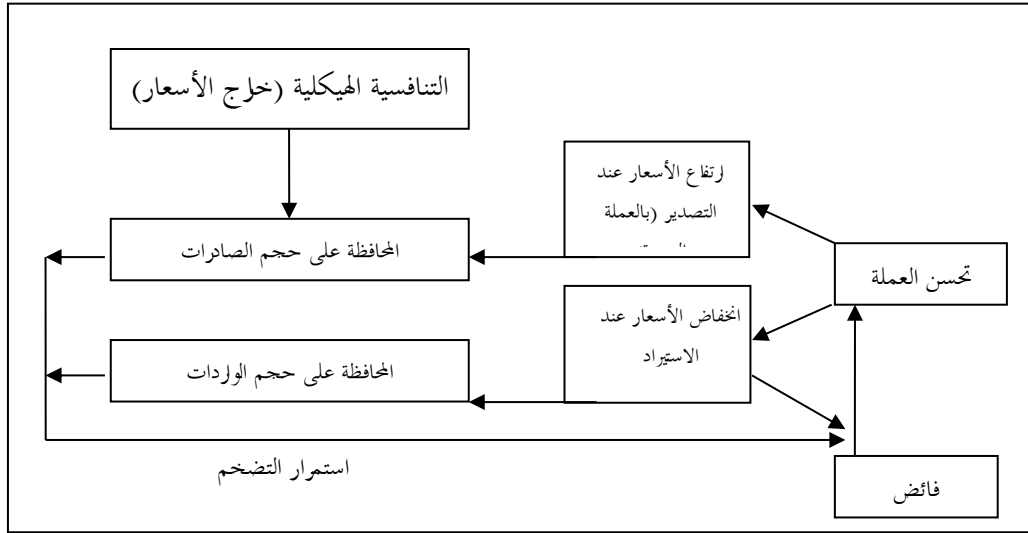 التنافسية الهيكلية (خارج الأسعار)
ارتفاع الأسعار عند
التصدير (بالعملة
المحافظة على حجم الصادرات
تحسن العملة
انخفاض الأسعار عند
الاستيراد
المحافظة على حجم الواردات
استمرار التضخم
فائض